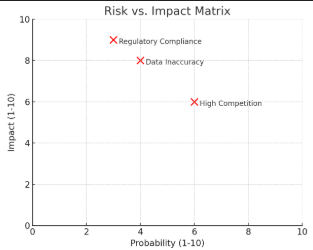 Risk vs. Impact Matrix
10
Regulatory Compliance
8
Data Inaccuracy
6
High Competition
4
2
0
Impact (1-10)
0 2 4 6 8 10
Probability (1-10)